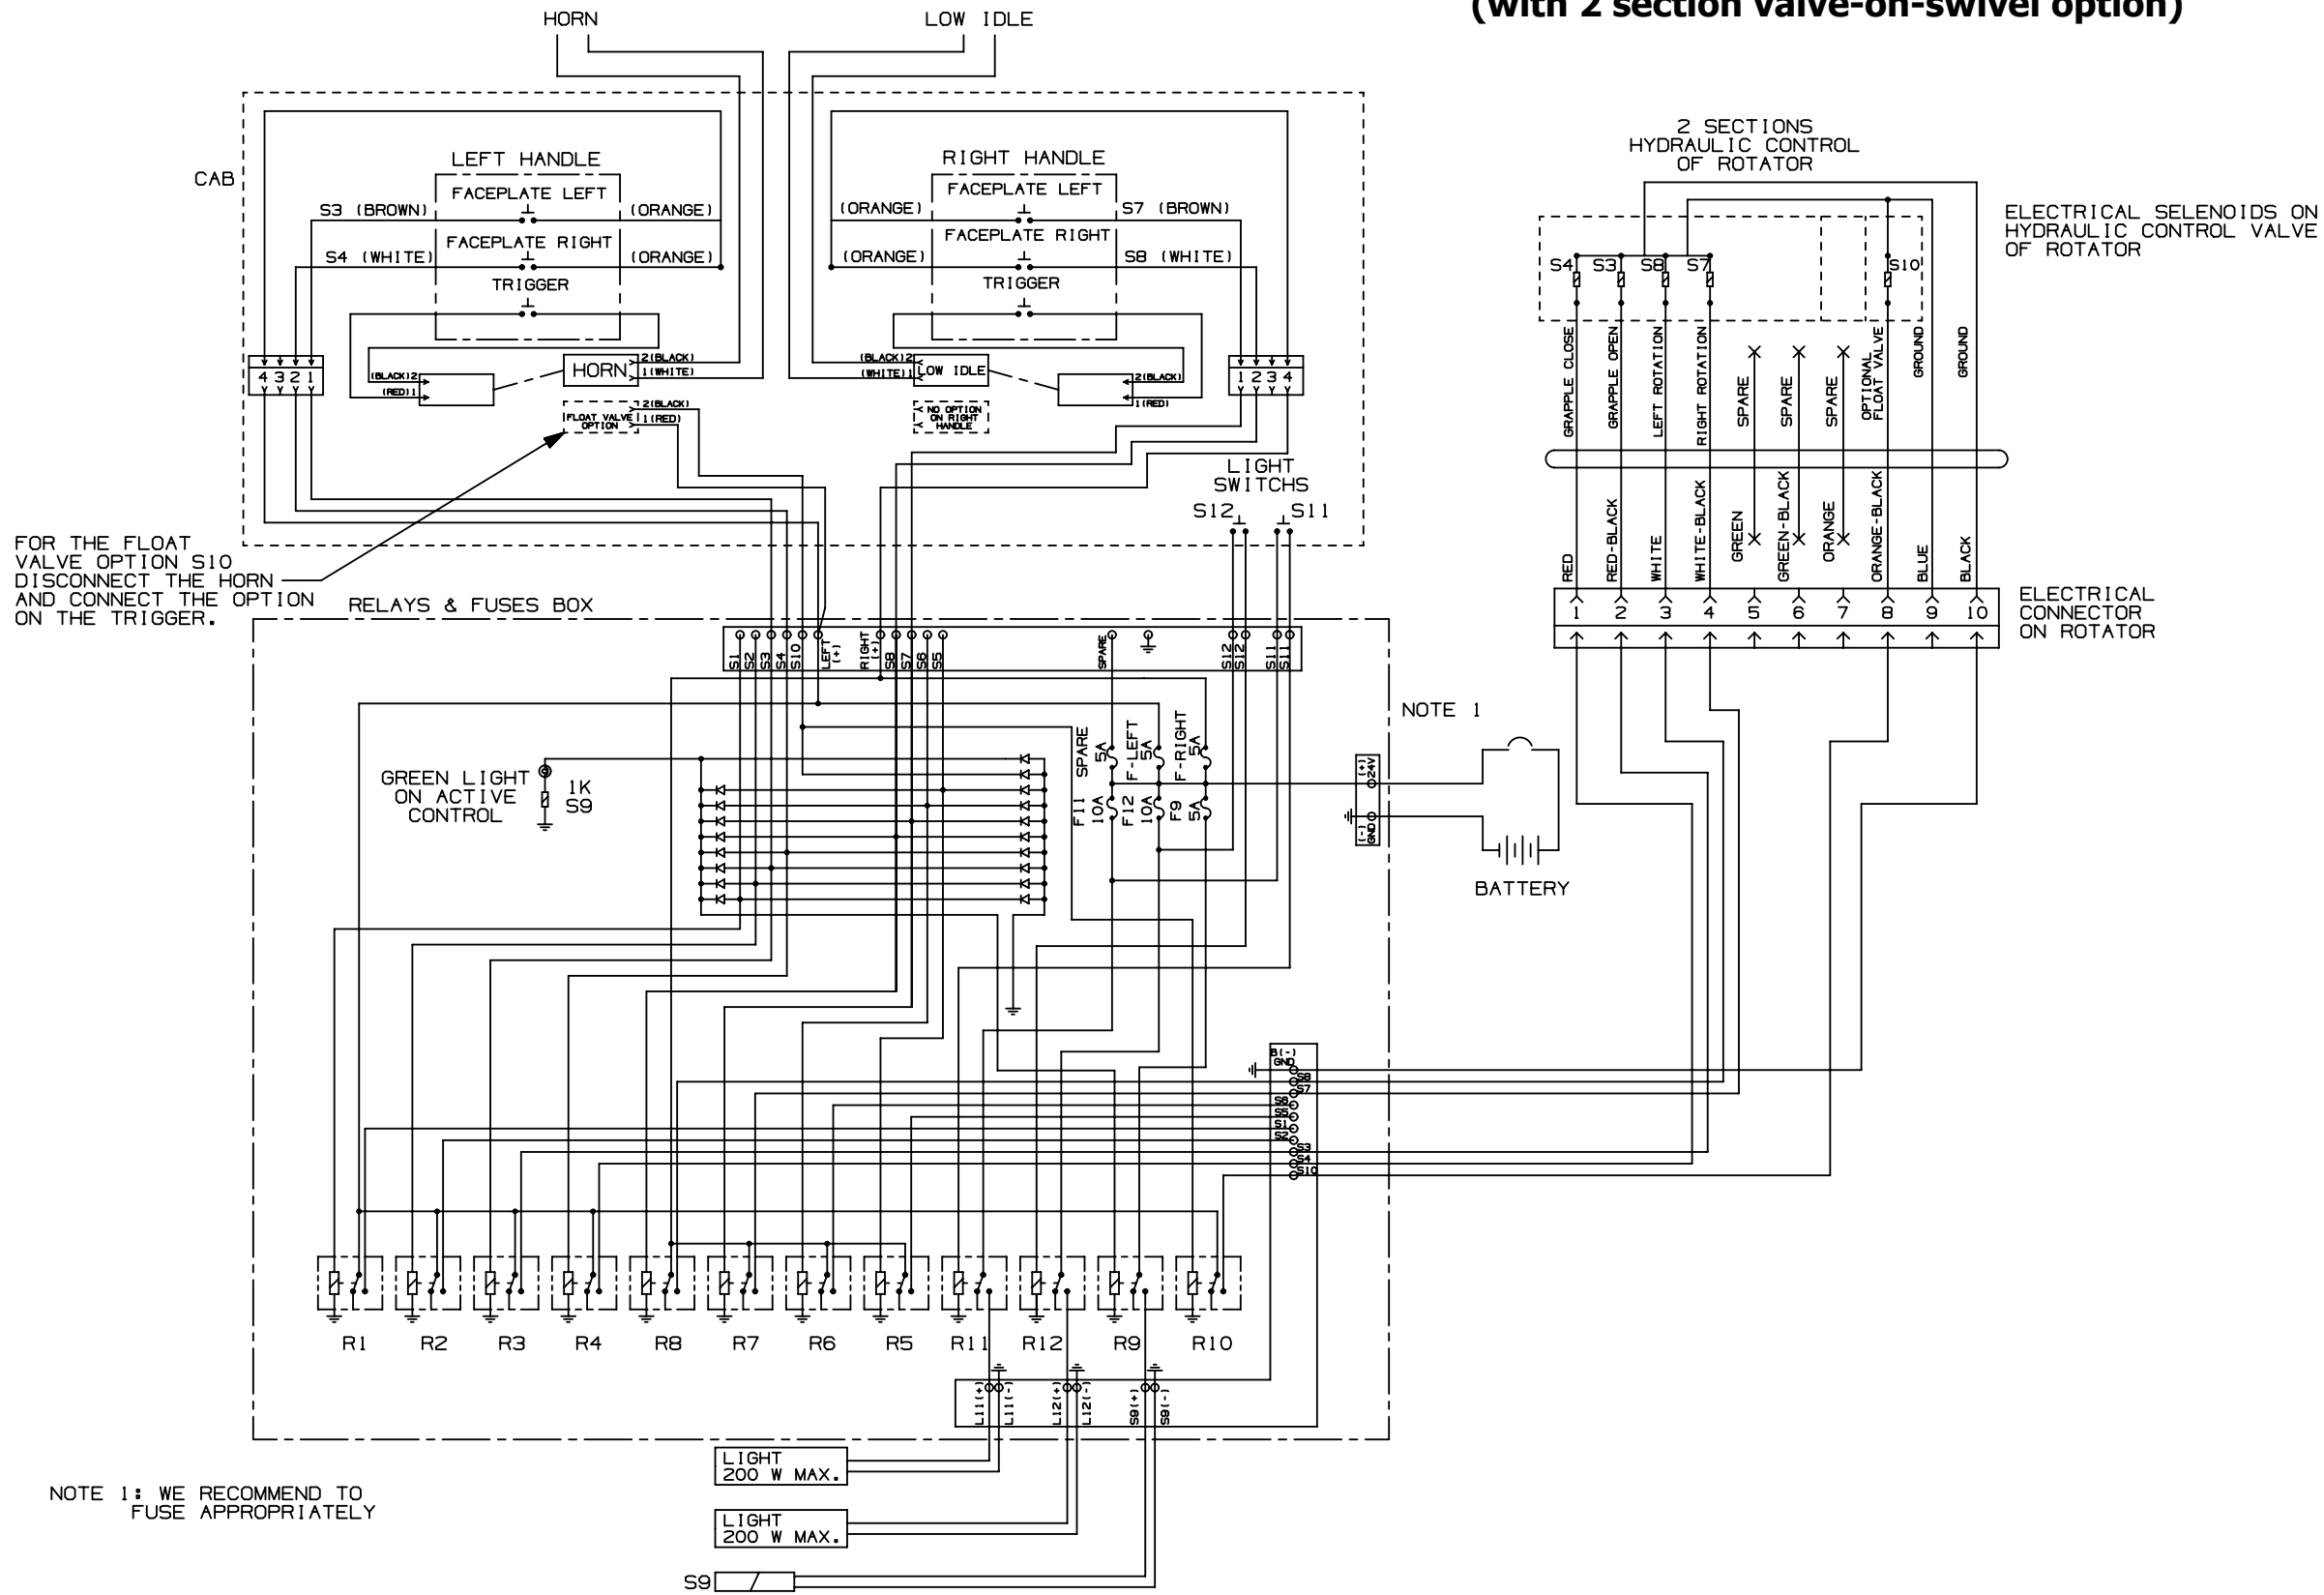 (with 2 section valve-on-swivel option)
HORN
LOW IDLE
CAB
LEFT HANDLE
FACEPLATE LEFT
S3 (BROWN)
(ORANGE)
FACEPLATE RIGHT
S4 (WHITE)
(ORANGE)
TRIGGER
RIGHT HANDLE
FACEPLATE LEFT
(ORANGE)
S7 (BROWN)
FACEPLATE RIGHT
(ORANGE)
S8 (WHITE)
TRIGGER
4 3 2 1
(BLACK)2
(RED)1
HORN
2(BLACK)
1(WHITE)
FLOAT VALVE
OPTION
2(BLACK)
1(RED)
(BLACK)2
(WHITE)1
LOW IDLE
NO OPTION
ON RIGHT
HANDLE
2(BLACK)
1(RED)
1 2 3 4
LIGHT
SWITCHS
S12
S11
2 SECTIONS
HYDRAULIC CONTROL
OF ROTATOR
ELECTRICAL SELENOIDS ON
HYDRAULIC CONTROL VALVE
OF ROTATOR
S4
S3
S8
S7
S10
GRAPPLE CLOSE
GRAPPLE OPEN
LEFT ROTATION
RIGHT ROTATION
SPARE
SPARE
SPARE
OPTIONAL
FLOAT VALVE
GROUND
GROUND
RED
RED-BLACK
WHITE
WHITE-BLACK
GREEN
GREEN-BLACK
ORANGE
ORANGE-BLACK
BLUE
BLACK
1 2 3 4 5 6 7 8 9 10
ELECTRICAL
CONNECTOR
ON ROTATOR
FOR THE FLOAT
VALVE OPTION S10
DISCONNECT THE HORN
AND CONNECT THE OPTION
ON THE TRIGGER.
RELAYS & FUSES BOX
S1
S2
S3
S4
S10
LEFT
(+)
RIGHT
(+)
S8
S7
S6
S5
SPARE
S12
S12
S11
S11
NOTE 1
GREEN LIGHT
ON ACTIVE
CONTROL
1K
S9
SPARE
5A
F-LEFT
5A
F-RIGHT
5A
F11
10A
F12
10A
F9
5A
(+)
24V
(-)
GND
BATTERY
B(-)
GND
S8
S7
S6
S5
S1
S2
S3
S4
S10
R1
R2
R3
R4
R8
R7
R6
R5
R11
R12
R9
R10
L11(+)
L11(-)
L12(+)
L12(-)
S9(+)
S9(-)
LIGHT
200 W MAX.
LIGHT
200 W MAX.
S9
NOTE 1: WE RECOMMEND TO
FUSE APPROPRIATELY